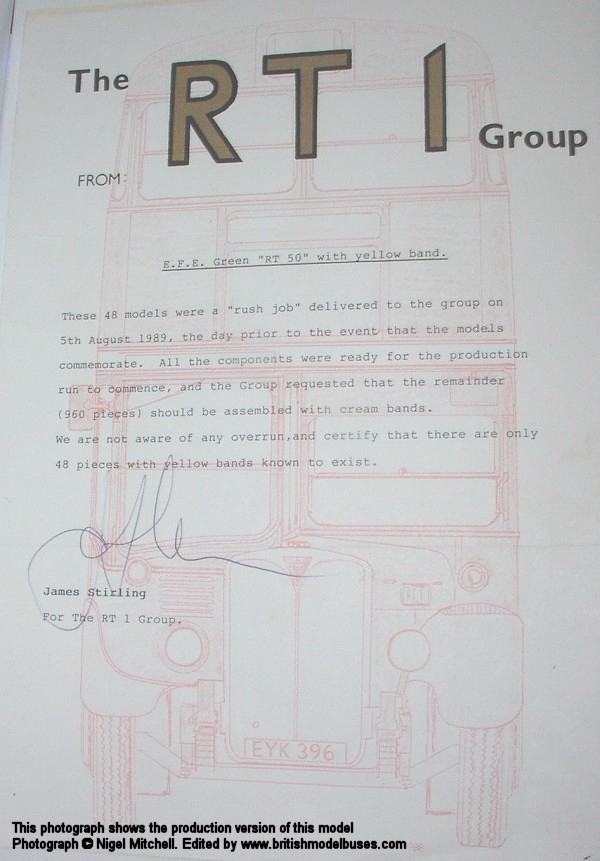 The RT1 Group
FROM:
E.F.E. Green "RT 50" with yellow band.
These 48 models were a "rush job" delivered to the group on
5th August 1989, the day prior to the event that the models
commemorate. All the components were ready for the production
run to commence, and the Group requested that the remainder
(960 pieces) should be assembled with cream bands.
We are not aware of any overrun,and certify that there are only
48 pieces with yellow bands known to exist.
James Stirling
For The RT 1 Group.
EYK 396
This photograph shows the production version of this model
Photograph © Nigel Mitchell. Edited by www.britishmodelbuses.com